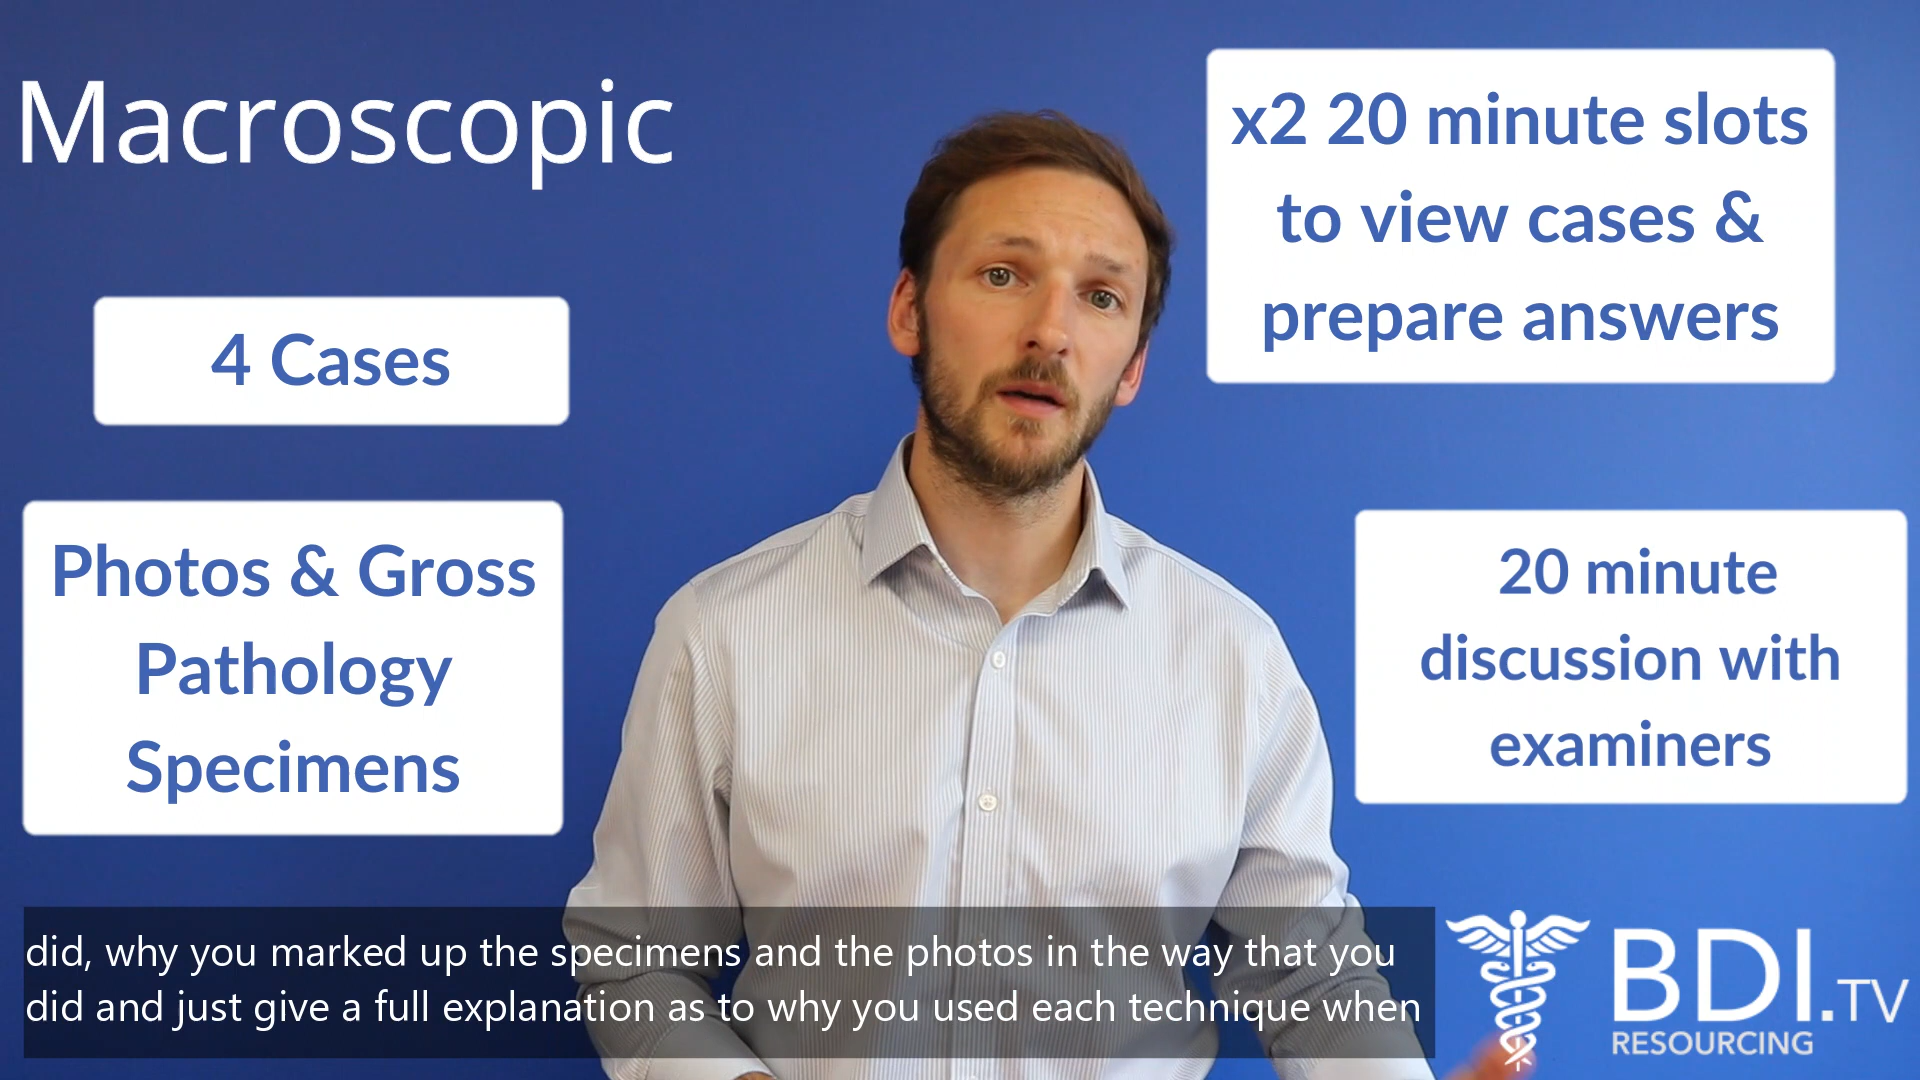 Macroscopic
4 Cases
Photos & Gross
Pathology
Specimens
x2 20 minute slots
to view cases &
prepare answers
20 minute
discussion with
examiners
did, why you marked up the specimens and the photos in the way that you
did and just give a full explanation as to why you used each technique when
BDI.TV
RESOURCING